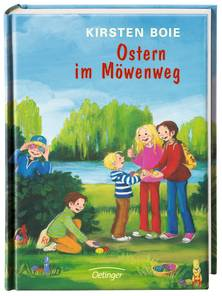 KIRSTEN BOIE
Ostern
im Möwenweg
Oetinger